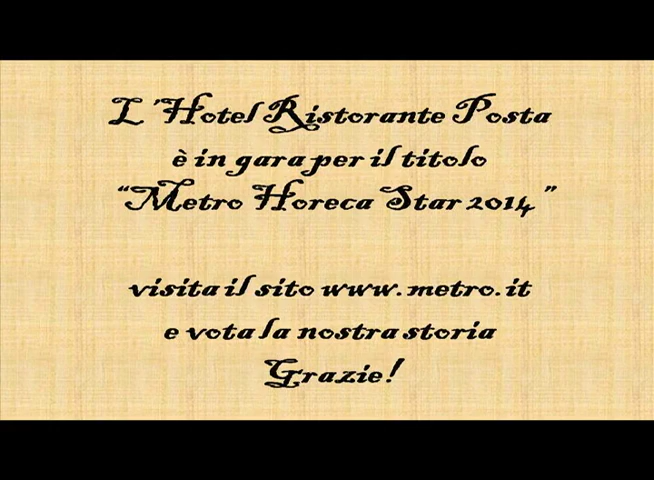 L'Hotel Ristorante Posta
è in gara per il titolo
“Metro Horeca Star 2014”
visita il sito www.metro.it
e vota la nostra storia
Grazie!